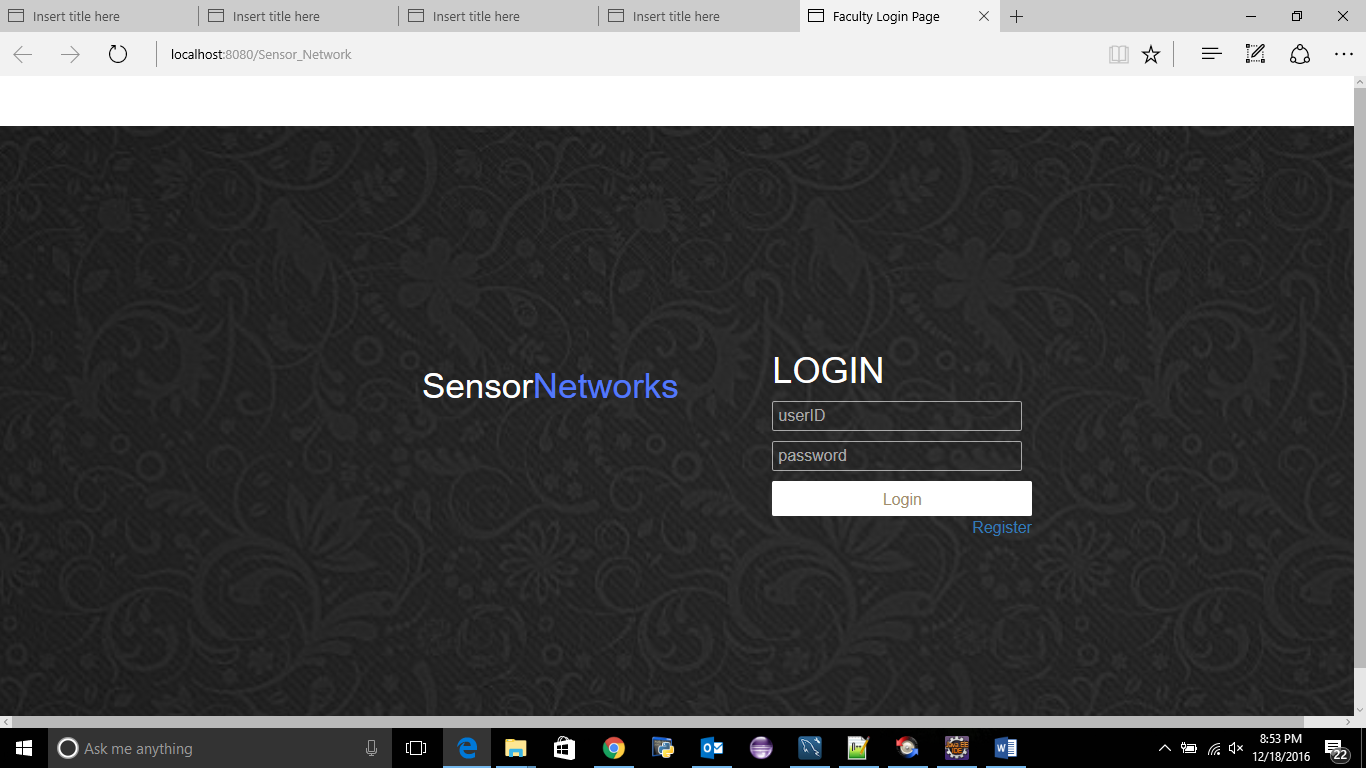 Insert title here
Insert title here
Insert title here
Insert title here
Faculty Login Page
localhost:8080/Sensor_Network
SensorNetworks
LOGIN
userID
password
Login
Register
Ask me anything
8:53 PM
12/18/2016
22